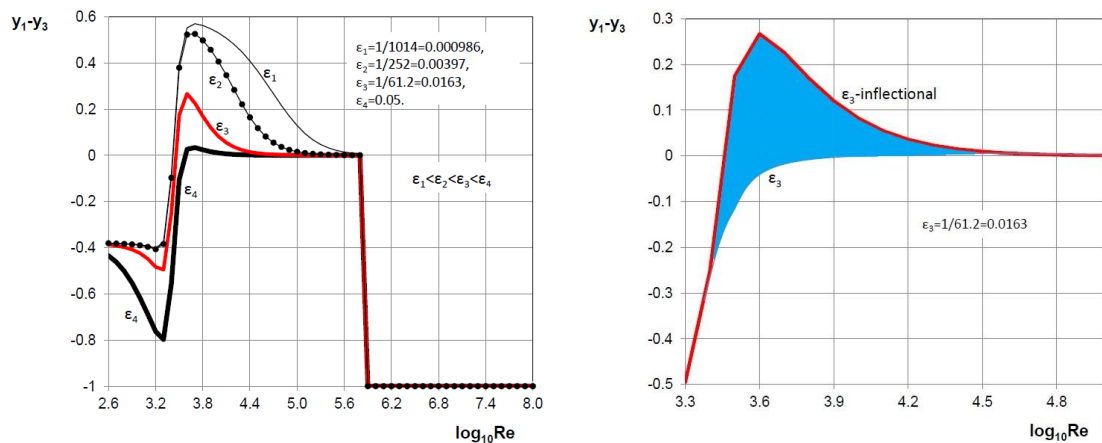 y₁-y₃
0.6
0.4
0.2
0
-0.2
-0.4
-0.6
-0.8
-1
2.6 3.2 3.8 4.4 5.0 5.6 6.2 6.8 7.4 8.0
log₁₀Re
ε₁=1/1014=0.000986,
ε₂=1/252=0.00397,
ε₃=1/61.2=0.0163,
ε₄=0.05.
ε₁
ε₂
ε₃
ε₄
ε₁<ε₂<ε₃<ε₄
ε₄
y₁-y₃
0.3
0.2
0.1
0
-0.1
-0.2
-0.3
-0.4
-0.5
3.3 3.6 3.9 4.2 4.5 4.8
log₁₀Re
ε₃-inflectional
ε₃
ε₃=1/61.2=0.0163